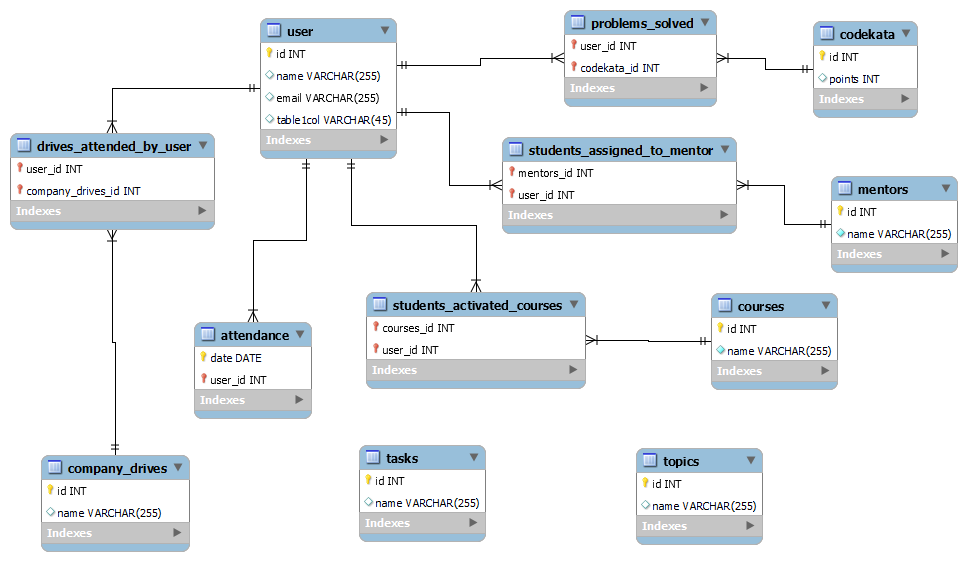 user
id INT
name VARCHAR(255)
email VARCHAR(255)
table1col VARCHAR(45)
Indexes
problems_solved
user_id INT
codekata_id INT
Indexes
codekata
id INT
points INT
Indexes
drives_attended_by_user
user_id INT
company_drives_id INT
Indexes
students_assigned_to_mentor
mentors_id INT
user_id INT
Indexes
mentors
id INT
name VARCHAR(255)
Indexes
attendance
date DATE
user_id INT
Indexes
students_activated_courses
courses_id INT
user_id INT
Indexes
courses
id INT
name VARCHAR(255)
Indexes
company_drives
id INT
name VARCHAR(255)
Indexes
tasks
id INT
name VARCHAR(255)
Indexes
topics
id INT
name VARCHAR(255)
Indexes